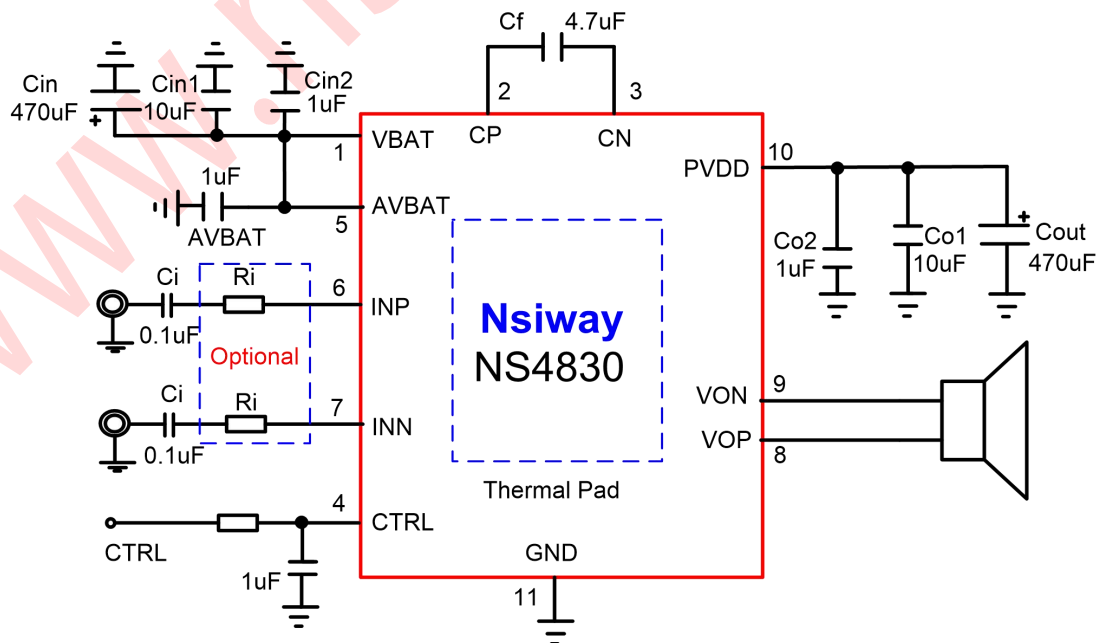 Cf 4.7uF
Cin
470uF
+
Cin1
10uF
Cin2
1uF
2 3
CP CN
1
VBAT
10
PVDD
1uF
AVBAT
5
AVBAT
Co2
1uF
Co1
10uF
+
Cout
470uF
Ci Ri 6
INP
0.1uF
Optional
Nsiway
NS4830
Ci Ri 7
INN
0.1uF
VON 9
VOP 8
Thermal Pad
4
CTRL
CTRL
1uF
GND
11
www.n